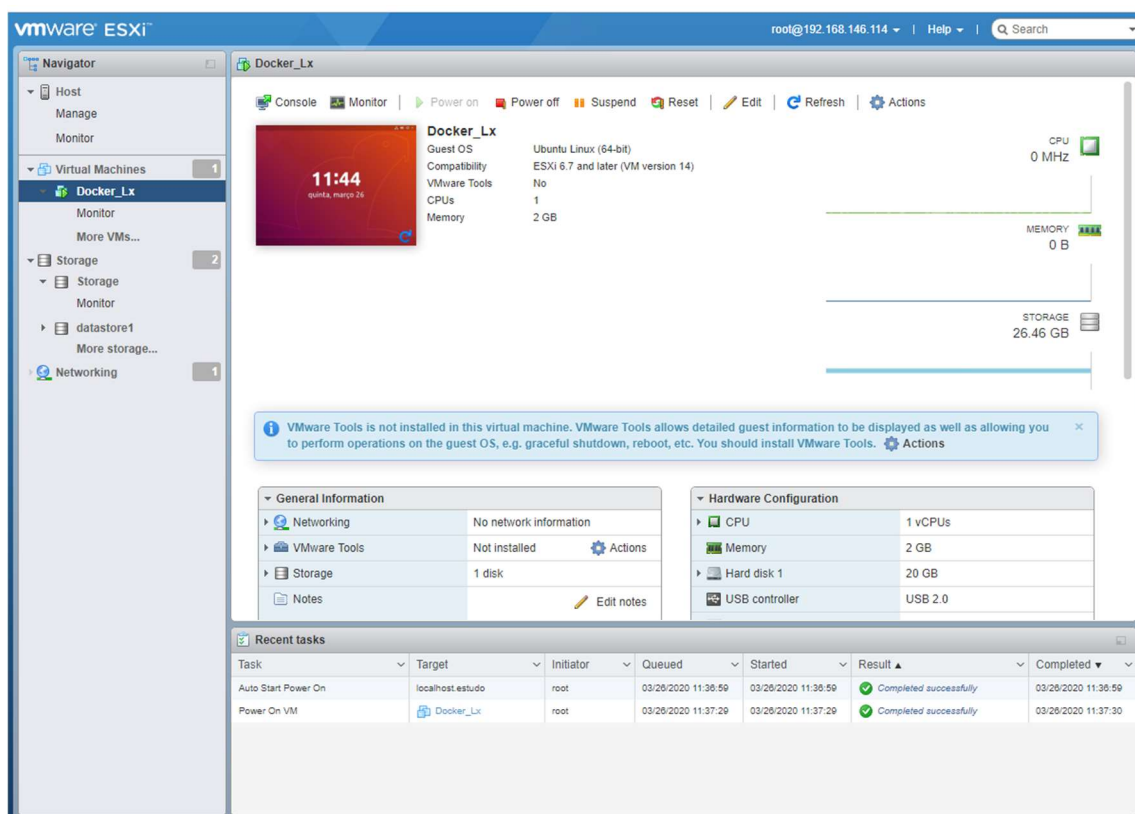 vmware ESXi™
root@192.168.146.114 | Help | Search
Navigator
Host
Manage
Monitor
Virtual Machines 1
Docker_Lx
Monitor
More VMs...
Storage 2
Storage
Monitor
datastore1
More storage...
Networking 1
Docker_Lx
Console Monitor | Power on Power off Suspend Reset | Edit | Refresh | Actions
11:44
quinta, março 26
Docker_Lx
Guest OS Ubuntu Linux (64-bit)
Compatibility ESXi 6.7 and later (VM version 14)
VMware Tools No
CPUs 1
Memory 2 GB
CPU
0 MHz
MEMORY
0 B
STORAGE
26.46 GB
VMware Tools is not installed in this virtual machine. VMware Tools allows detailed guest information to be displayed as well as allowing you
to perform operations on the guest OS, e.g. graceful shutdown, reboot, etc. You should install VMware Tools. Actions
General Information
Networking No network information
VMware Tools Not installed Actions
Storage 1 disk
Notes Edit notes
Hardware Configuration
CPU 1 vCPUs
Memory 2 GB
Hard disk 1 20 GB
USB controller USB 2.0
Recent tasks
Task Target Initiator Queued Started Result Completed
Auto Start Power On localhost.estudo root 03/26/2020 11:36:59 03/26/2020 11:36:59 Completed successfully 03/26/2020 11:36:59
Power On VM Docker_Lx root 03/26/2020 11:37:29 03/26/2020 11:37:29 Completed successfully 03/26/2020 11:37:30